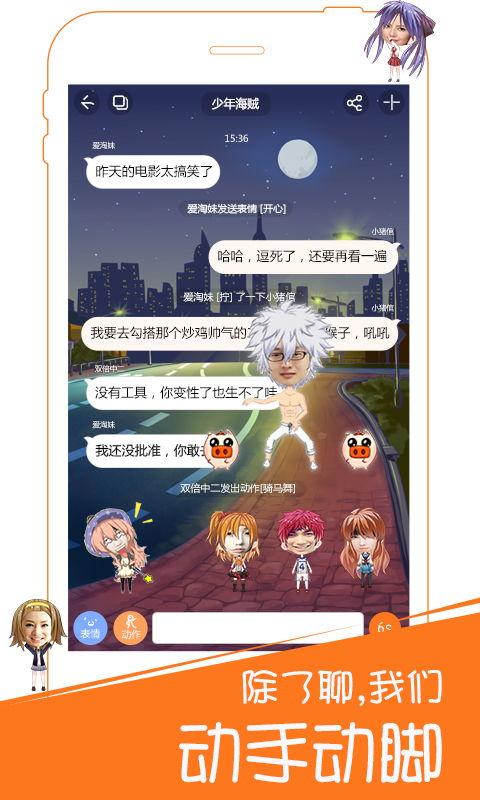 少年海贼
15:36
爱淘妹
昨天的电影太搞笑了
爱淘妹发送表情 [开心]
小猪倌
哈哈，逗死了，还要再看一遍
爱淘妹 [拧] 了一下小猪倌
小猪倌
我要去勾搭那个炒鸡帅气的 猴子，吼吼
双倍中二
没有工具，你变性了也生不了哇
爱淘妹
我还没批准，你敢
双倍中二发出动作[骑马舞]
4
表情
动作
6s
除了聊,我们
动手动脚